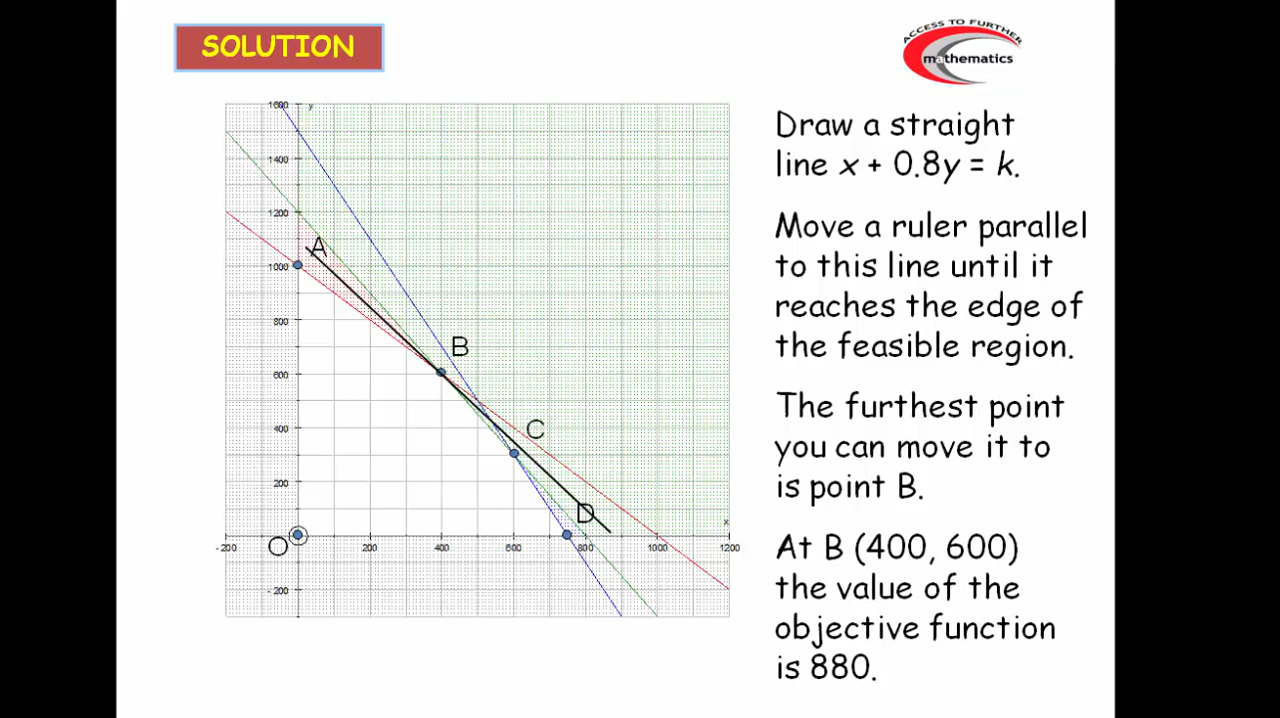 SOLUTION
ACCESS TO FURTHER
mathematics
Draw a straight
line x + 0.8y = k.
Move a ruler parallel
to this line until it
reaches the edge of
the feasible region.
The furthest point
you can move it to
is point B.
At B (400, 600)
the value of the
objective function
is 880.
1600 y
1400
1200
A
1000
800
B
600
400
C
200
D
x
O
-200 200 400 600 800 1000 1200
-200